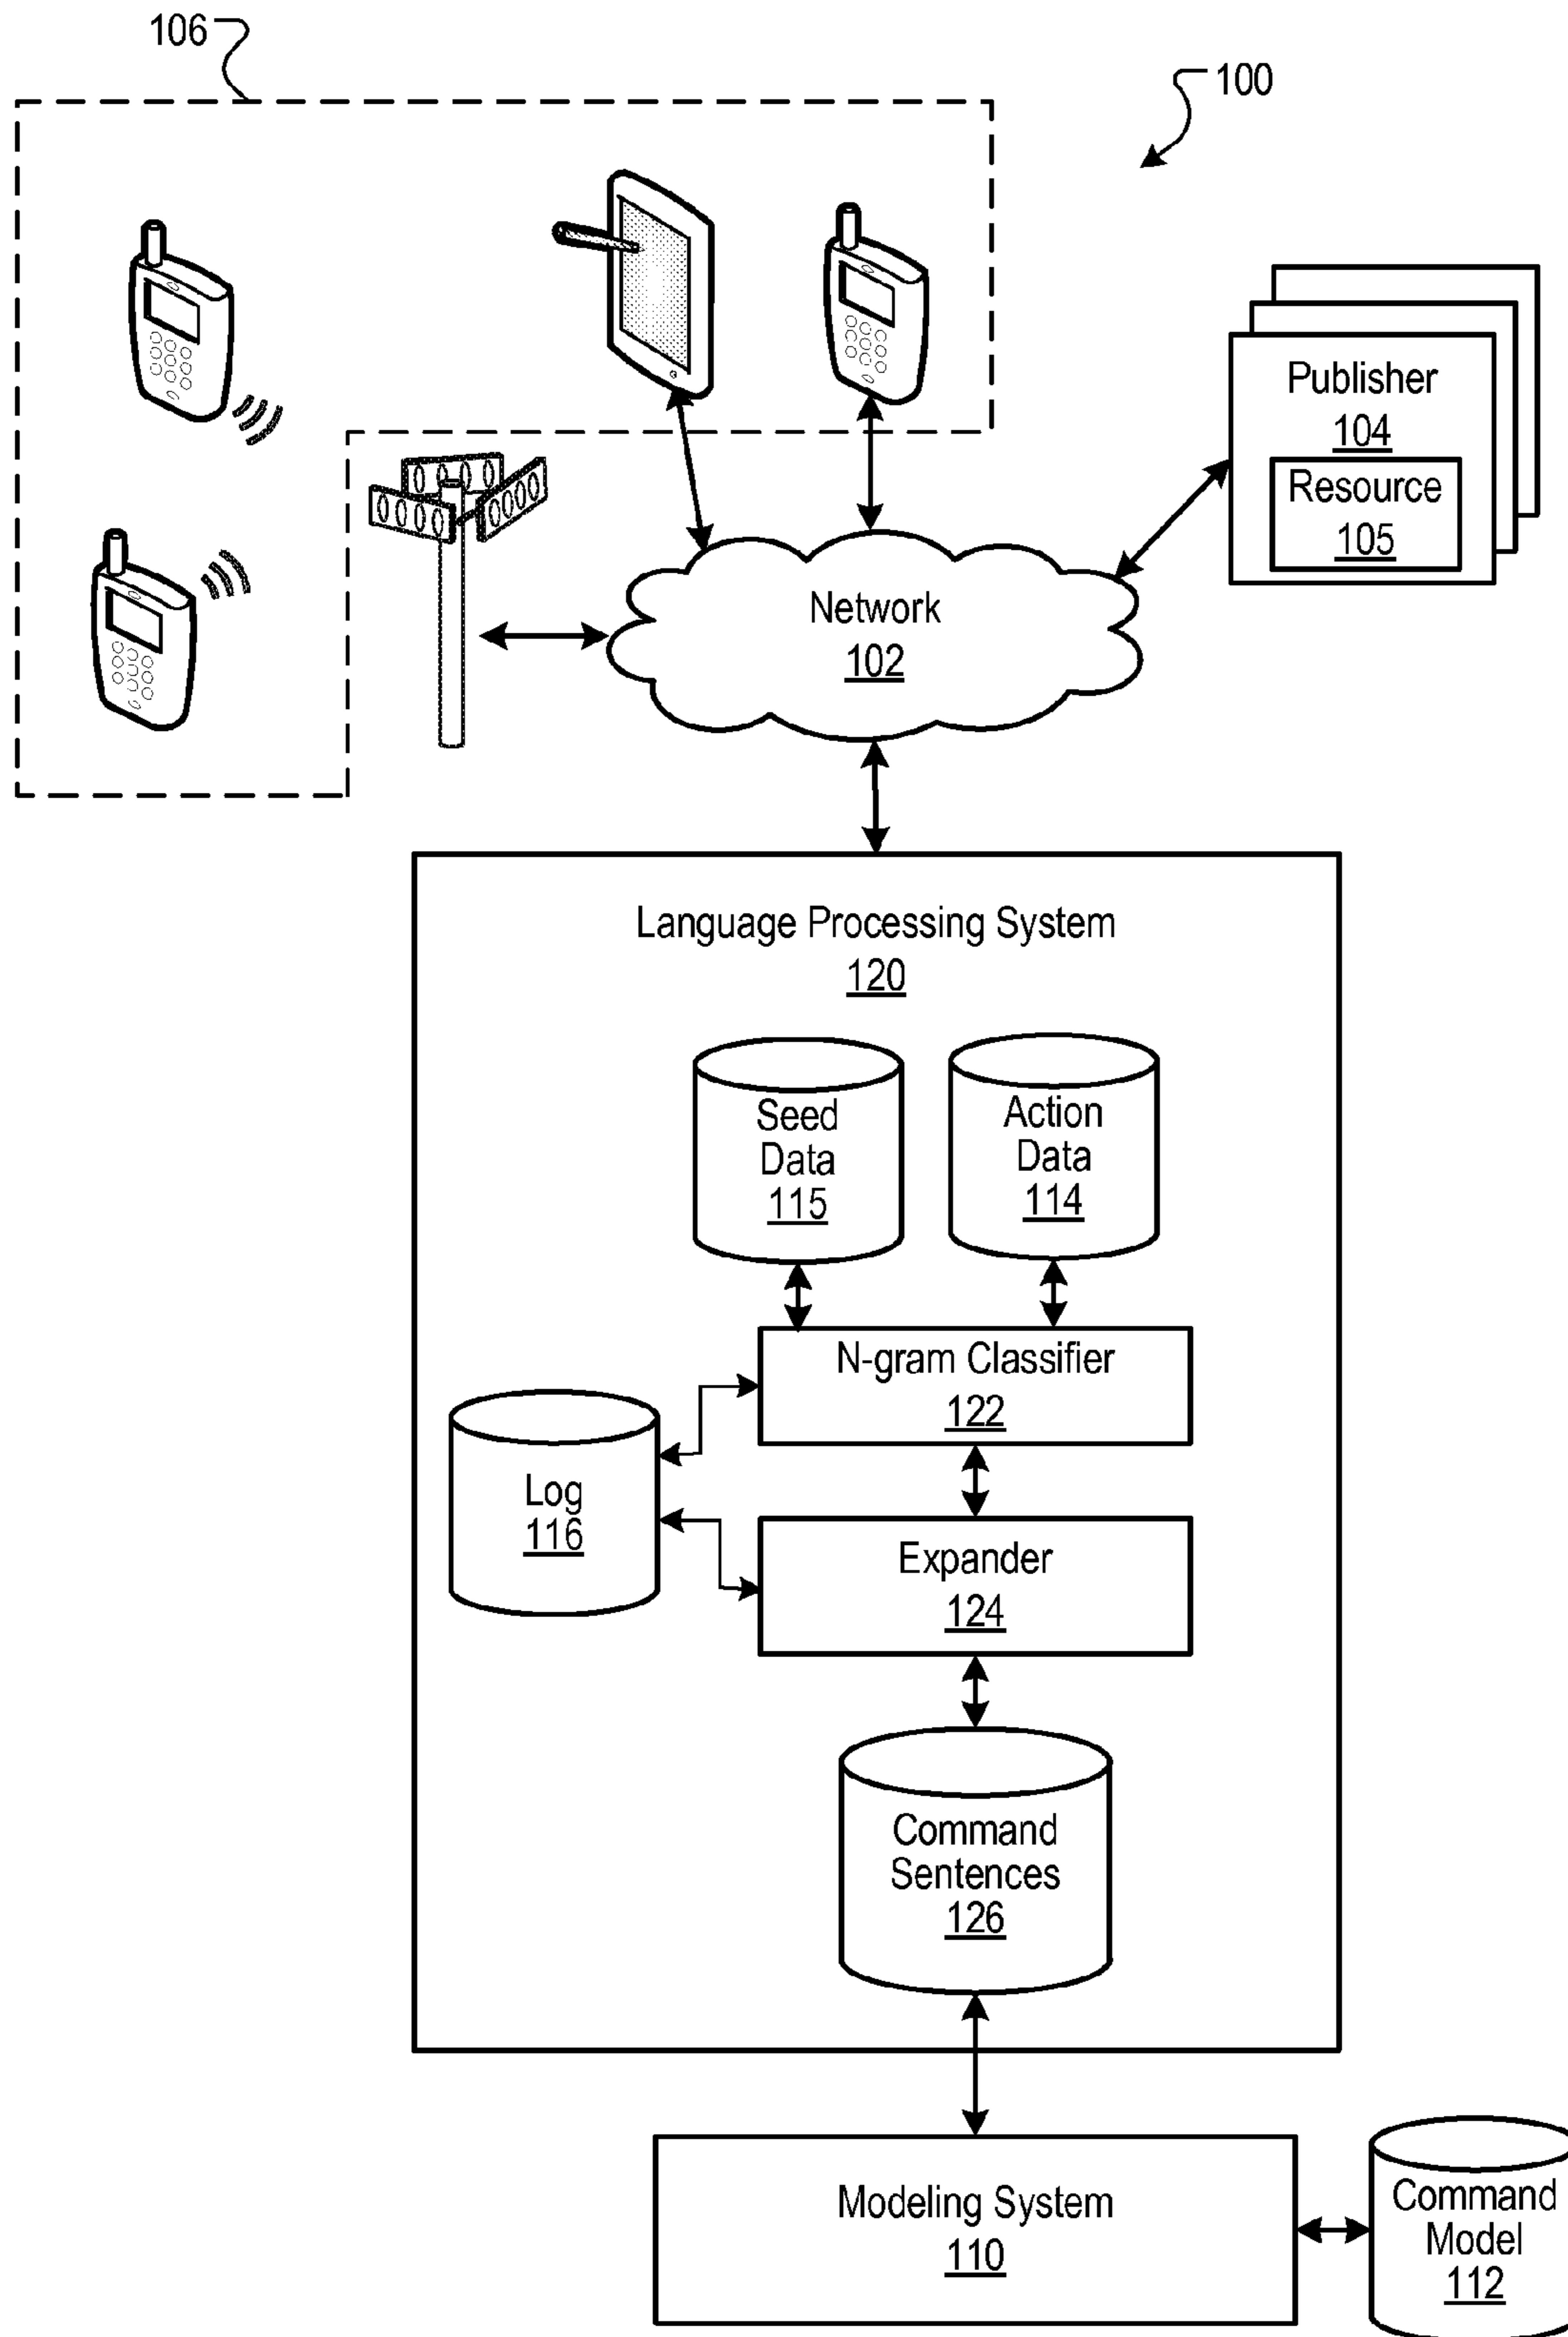 106
100
Publisher
104
Resource
105
Network
102
Language Processing System
120
Seed
Data
115
Action
Data
114
N-gram Classifier
122
Log
116
Expander
124
Command
Sentences
126
Modeling System
110
Command
Model
112